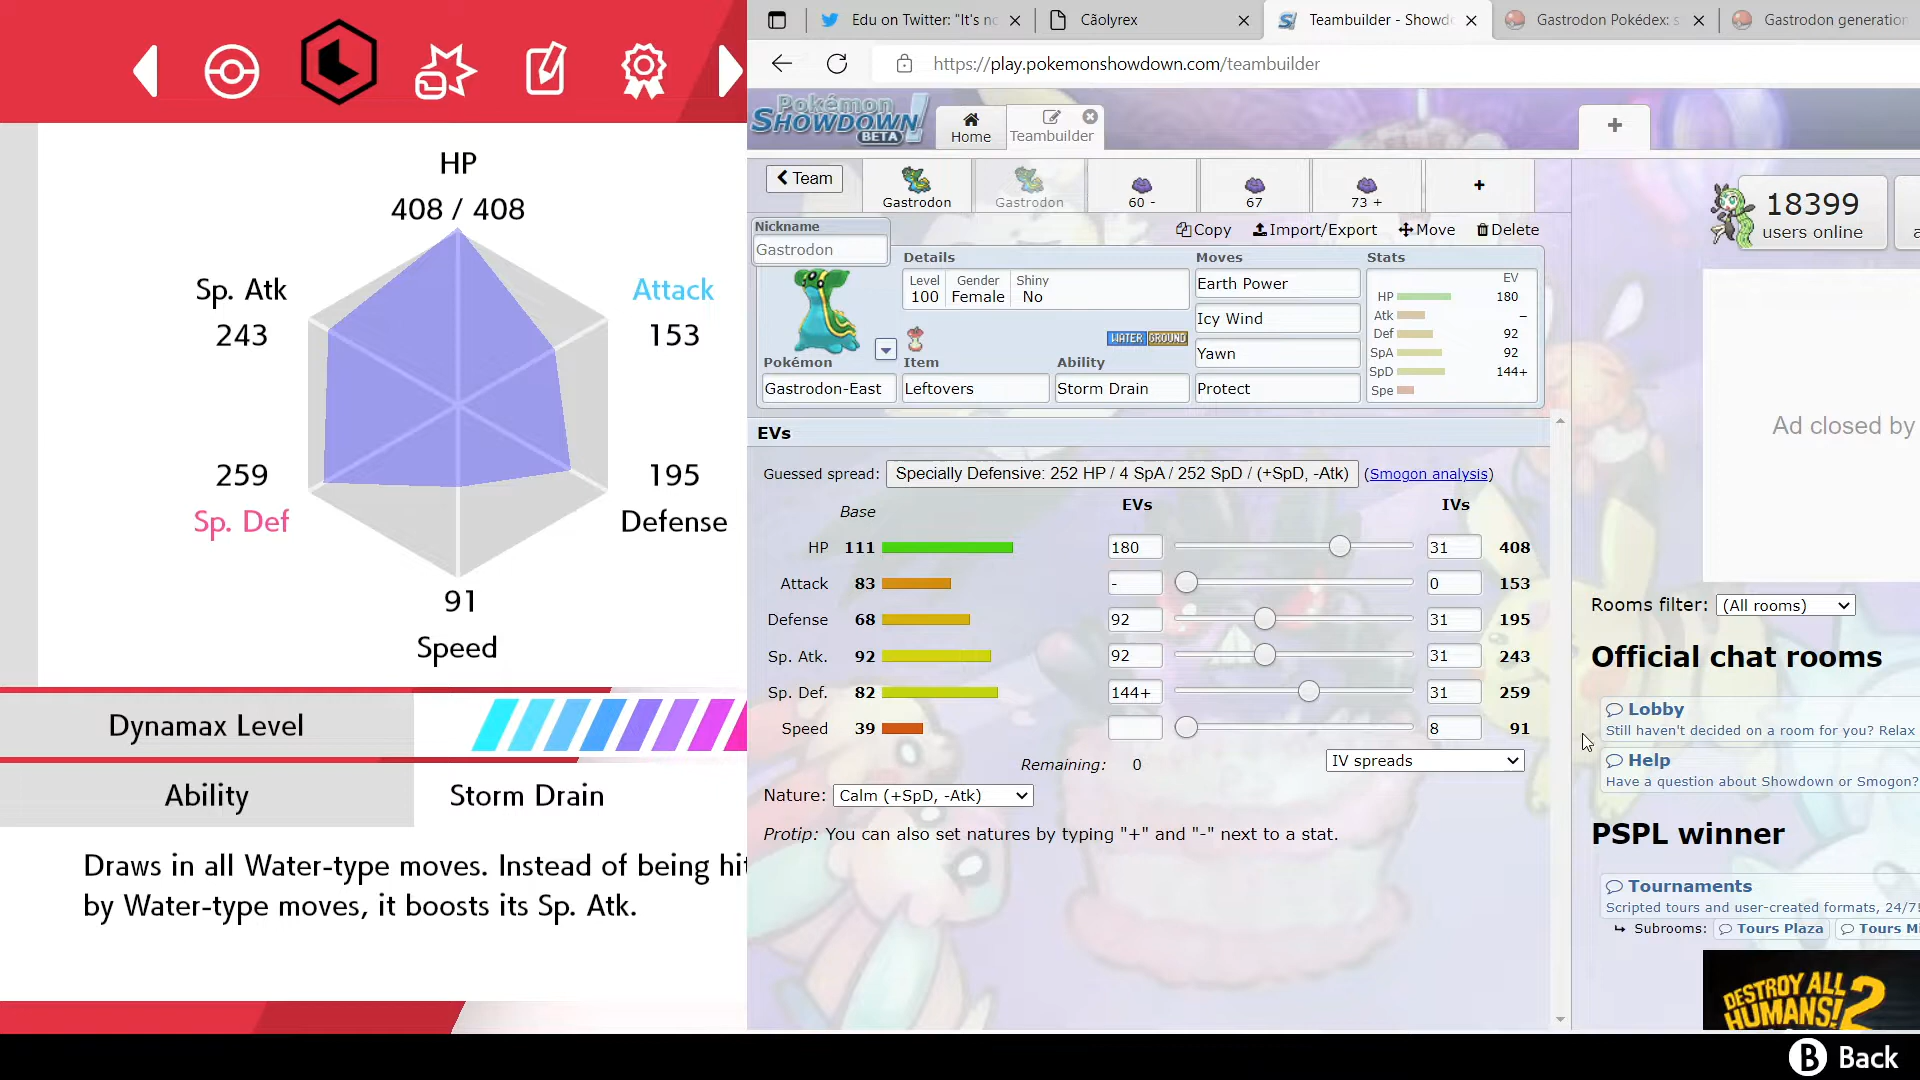 HP
408 / 408
Sp. Atk
243
Attack
153
259
Sp. Def
195
Defense
91
Speed
Dynamax Level
Ability
Storm Drain
Draws in all Water-type moves. Instead of being hit
by Water-type moves, it boosts its Sp. Atk.
Edu on Twitter: "It's no
Cãolyrex
Teambuilder - Showd
Gastrodon Pokédex: s
Gastrodon generation
https://play.pokemonshowdown.com/teambuilder
Pokémon
Showdown!
BETA
Home
Teambuilder
+
Team
Gastrodon
Gastrodon
60 -
67
73 +
+
Nickname
Gastrodon
Copy
Import/Export
Move
Delete
Details
Level
100
Gender
Female
Shiny
No
WATER GROUND
Pokémon
Gastrodon-East
Item
Leftovers
Ability
Storm Drain
Moves
Earth Power
Icy Wind
Yawn
Protect
Stats
EV
HP 180
Atk –
Def 92
SpA 92
SpD 144+
Spe
EVs
Guessed spread: Specially Defensive: 252 HP / 4 SpA / 252 SpD / (+SpD, -Atk) (Smogon analysis)
Base EVs IVs
HP 111 180 31 408
Attack 83 - 0 153
Defense 68 92 31 195
Sp. Atk. 92 92 31 243
Sp. Def. 82 144+ 31 259
Speed 39 8 91
Remaining: 0
IV spreads
Nature: Calm (+SpD, -Atk)
Protip: You can also set natures by typing "+" and "-" next to a stat.
18399
users online
a
Ad closed by
Rooms filter: (All rooms)
Official chat rooms
Lobby
Still haven't decided on a room for you? Relax
Help
Have a question about Showdown or Smogon?
PSPL winner
Tournaments
Scripted tours and user-created formats, 24/7!
Subrooms: Tours Plaza Tours Mi
DESTROY ALL
HUMANS! 2
B Back